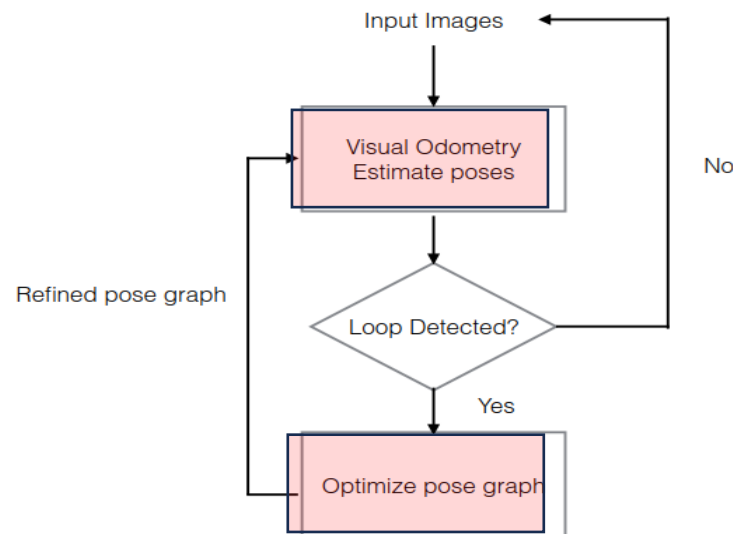 Input Images
Visual Odometry
Estimate poses
No
Refined pose graph
Loop Detected?
Yes
Optimize pose graph